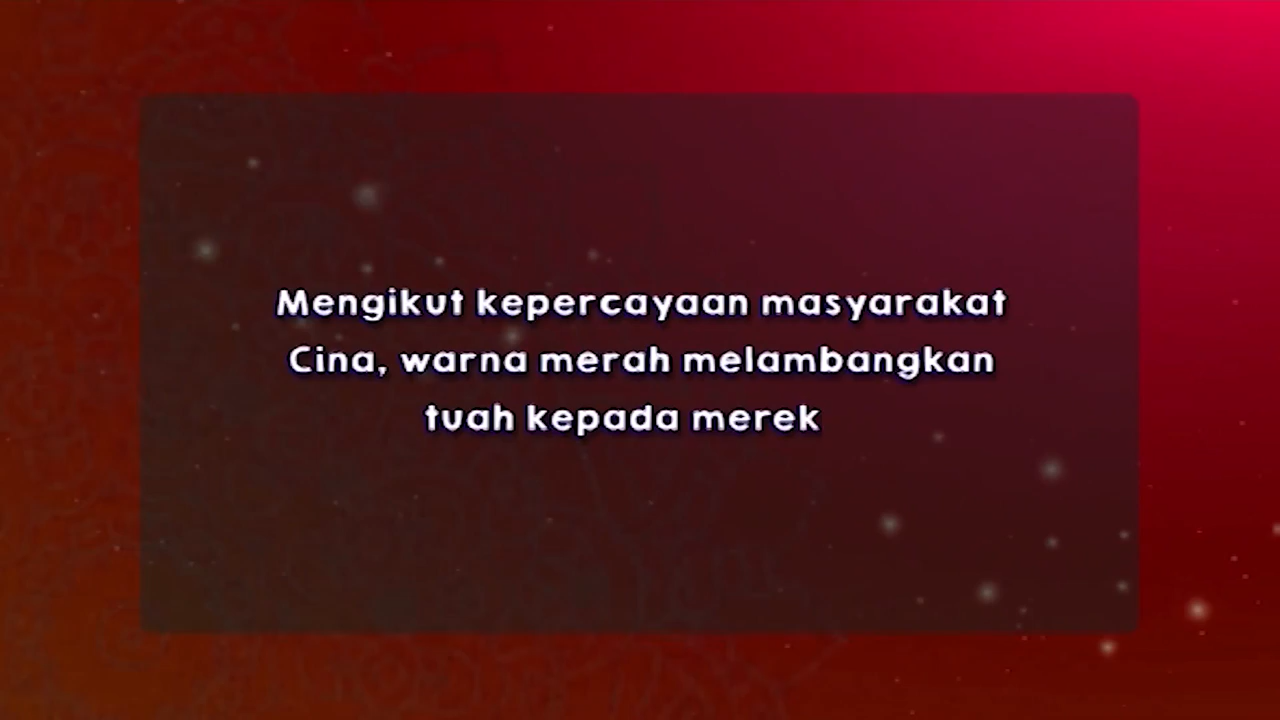 Mengikut kepercayaan masyarakat
Cina, warna merah melambangkan
tuah kepada merek